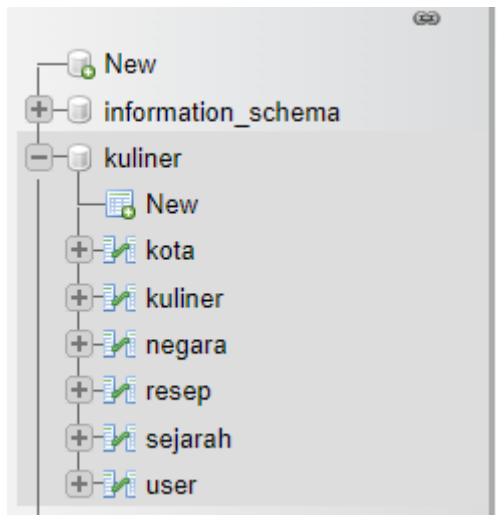 New
information_schema
kuliner
New
kota
kuliner
negara
resep
sejarah
user